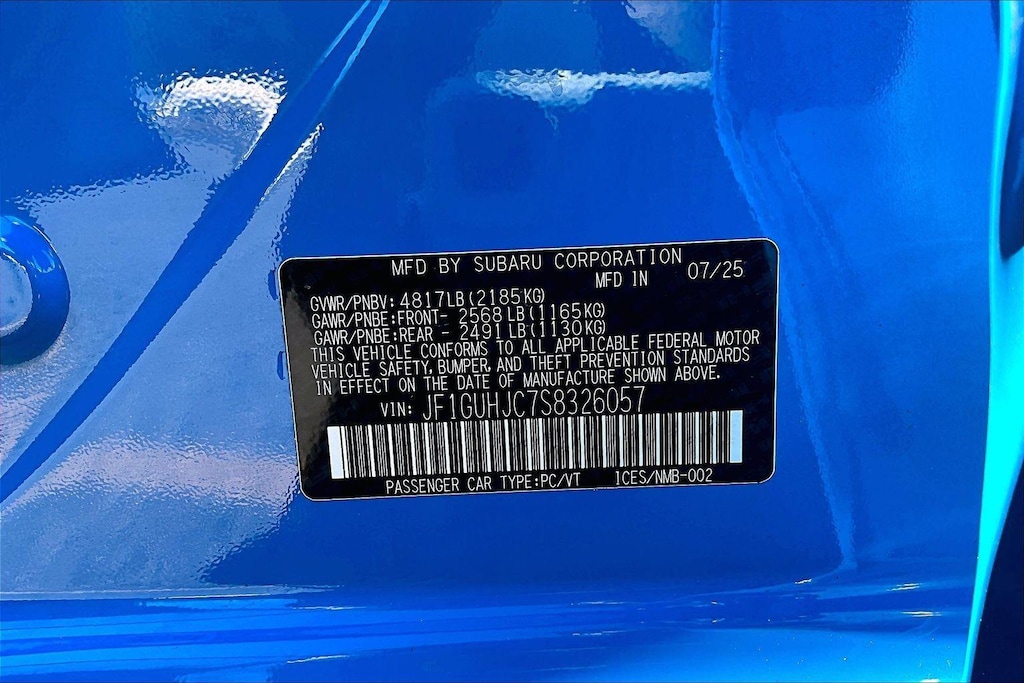 MFD BY SUBARU CORPORATION
MFD IN 07/25
GVWR/PNBV: 4817LB(2185KG)
GAWR/PNBE:FRONT- 2568LB(1165KG)
GAWR/PNBE:REAR - 2491LB(1130KG)
THIS VEHICLE CONFORMS TO ALL APPLICABLE FEDERAL MOTOR
VEHICLE SAFETY, BUMPER, AND THEFT PREVENTION STANDARDS
IN EFFECT ON THE DATE OF MANUFACTURE SHOWN ABOVE.
VIN: JF1GUHJC7S8326057
PASSENGER CAR TYPE:PC/VT ICES/NMB-002